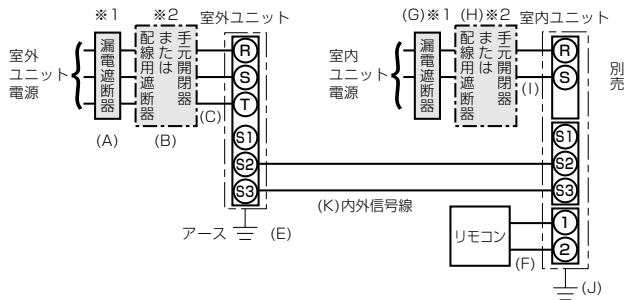 ※1
※2
室外ユニット
室外
ユニット
電源
漏電遮断器
手元開閉器
または
配線用遮断器
R
S
T
S1
S2
S3
(A)
(B)
(C)
アース
(E)
(K)内外信号線
(G)※1
(H)※2
室内ユニット
室内
ユニット
電源
漏電遮断器
手元開閉器
または
配線用遮断器
(I)
R
S
別売
S1
S2
S3
リモコン
(F)
1
2
(J)